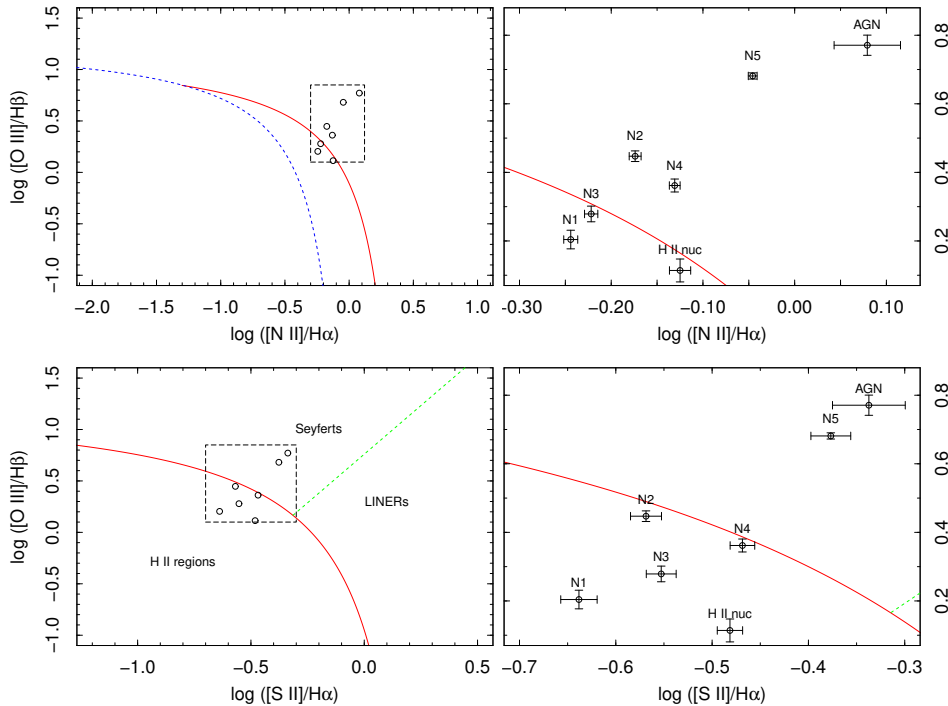 log ([O III]/Hβ)
1.5
1.0
0.5
0.0
−0.5
−1.0
−2.0 −1.5 −1.0 −0.5 0.0 0.5 1.0
log ([N II]/Hα)
AGN
N5
N2
N4
N3
N1
H II nuc
0.8
0.6
0.4
0.2
−0.30 −0.20 −0.10 0.00 0.10
log ([N II]/Hα)
log ([O III]/Hβ)
1.5
1.0
0.5
0.0
−0.5
−1.0
Seyferts
LINERs
H II regions
−1.0 −0.5 0.0 0.5
log ([S II]/Hα)
AGN
N5
N2
N4
N3
N1
H II nuc
0.8
0.6
0.4
0.2
−0.7 −0.6 −0.5 −0.4 −0.3
log ([S II]/Hα)